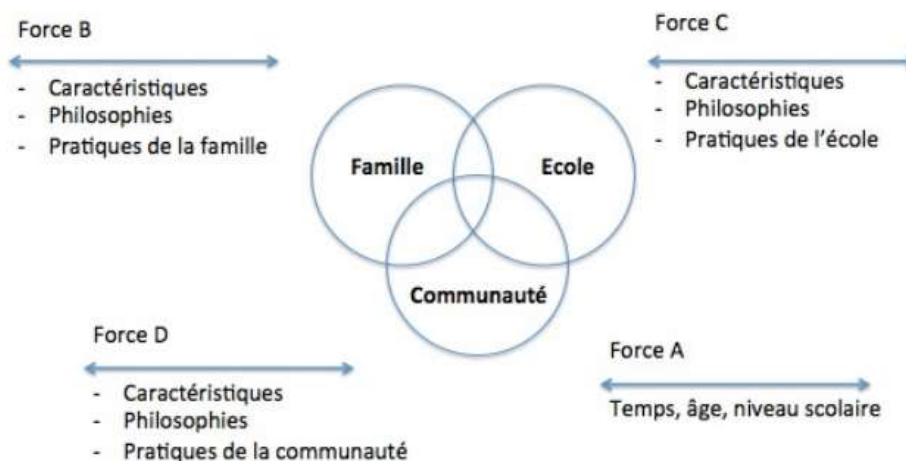 Force B
- Caractéristiques
- Philosophies
- Pratiques de la famille
Force C
- Caractéristiques
- Philosophies
- Pratiques de l'école
Famille
Ecole
Communauté
Force D
- Caractéristiques
- Philosophies
- Pratiques de la communauté
Force A
Temps, âge, niveau scolaire